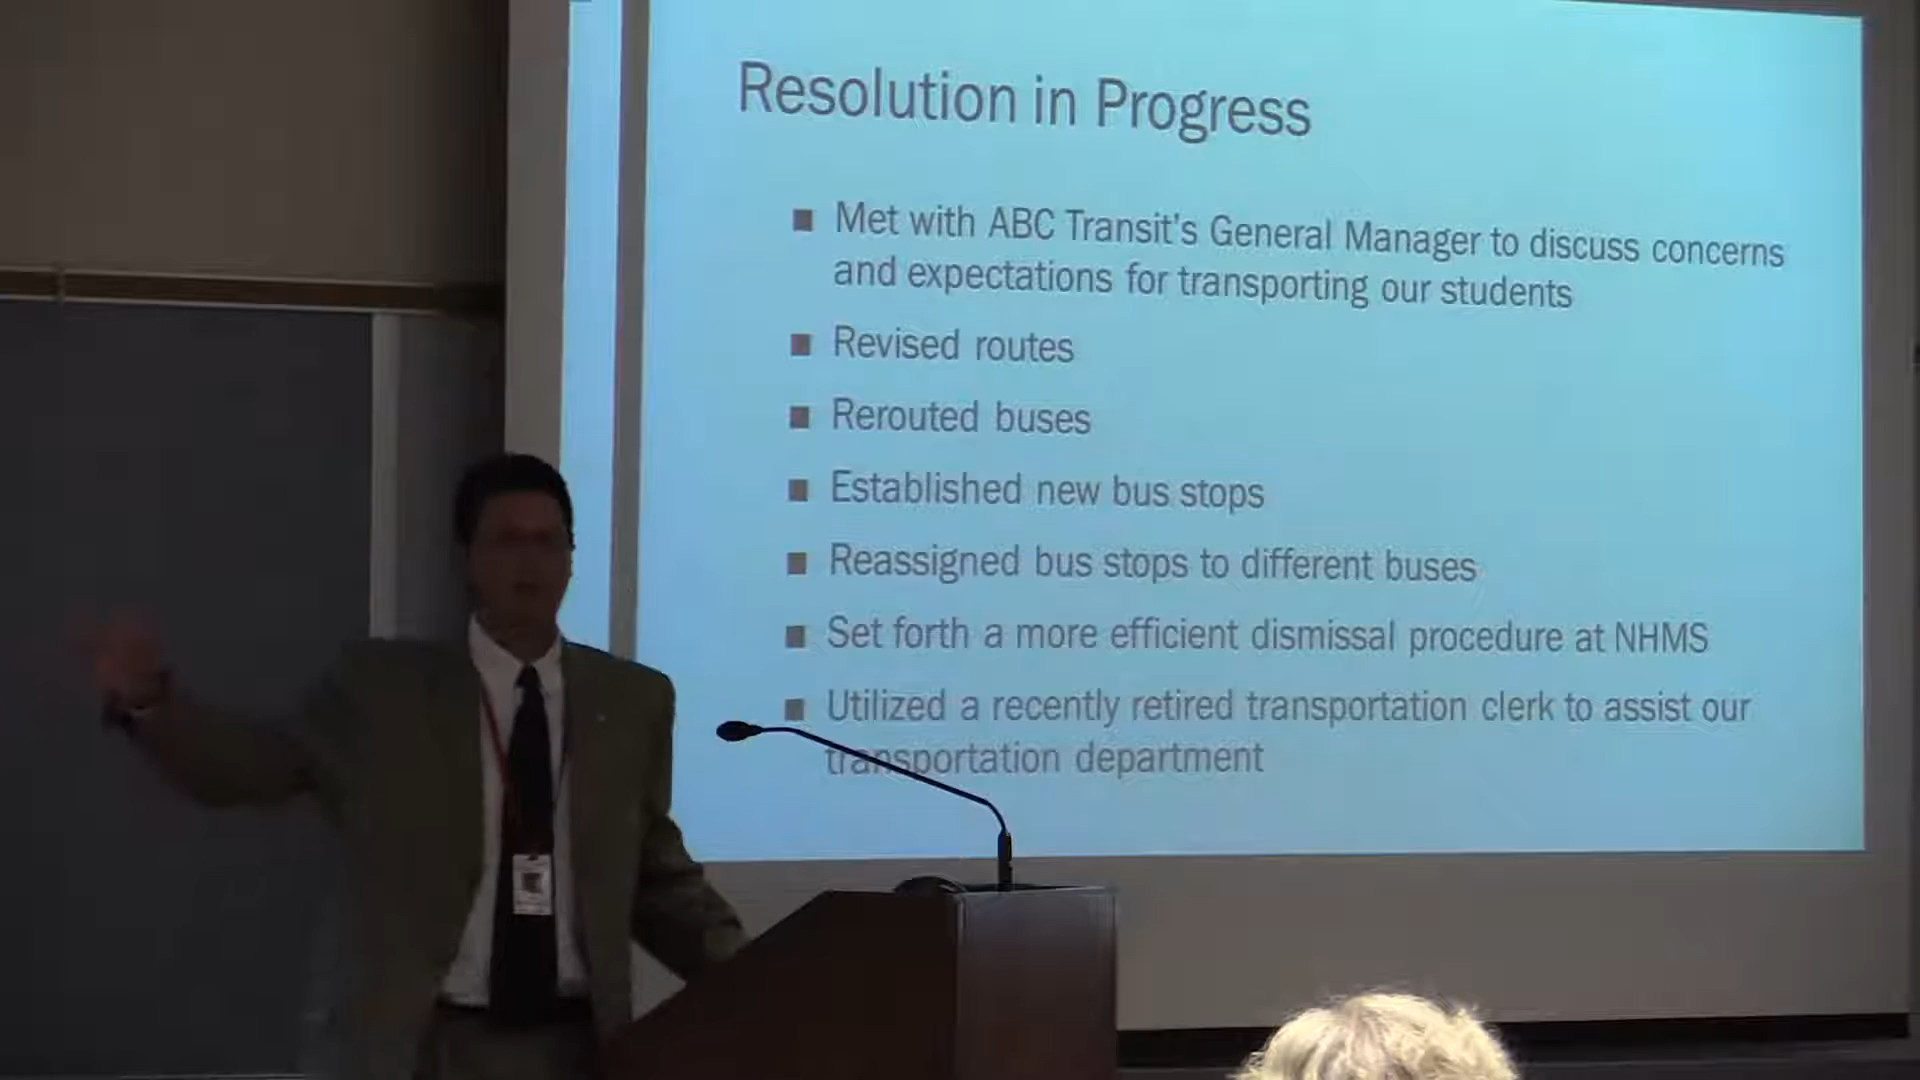 Resolution in Progress
Met with ABC Transit's General Manager to discuss concerns
and expectations for transporting our students
Revised routes
Rerouted buses
Established new bus stops
Reassigned bus stops to different buses
Set forth a more efficient dismissal procedure at NHMS
Utilized a recently retired transportation clerk to assist our
transportation department